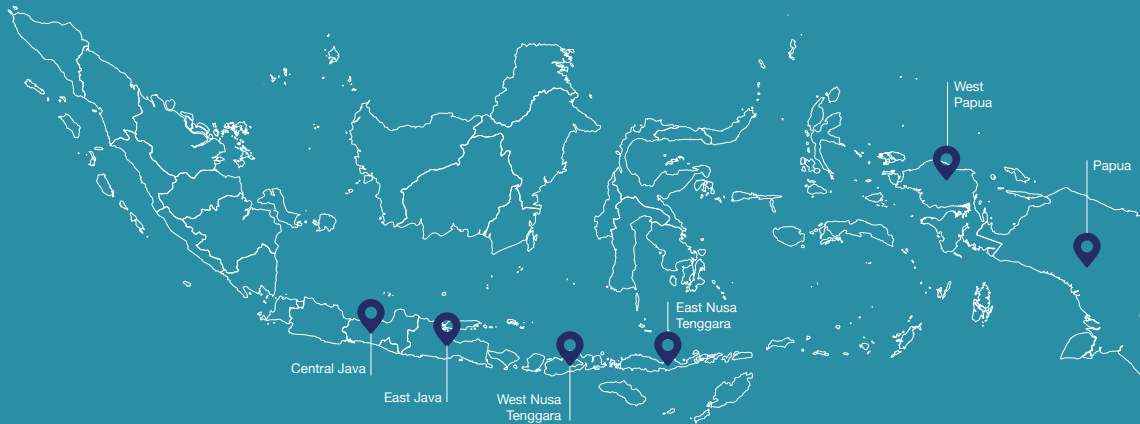 West
Papua
Papua
East Nusa
Tenggara
Central Java
East Java
West Nusa
Tenggara